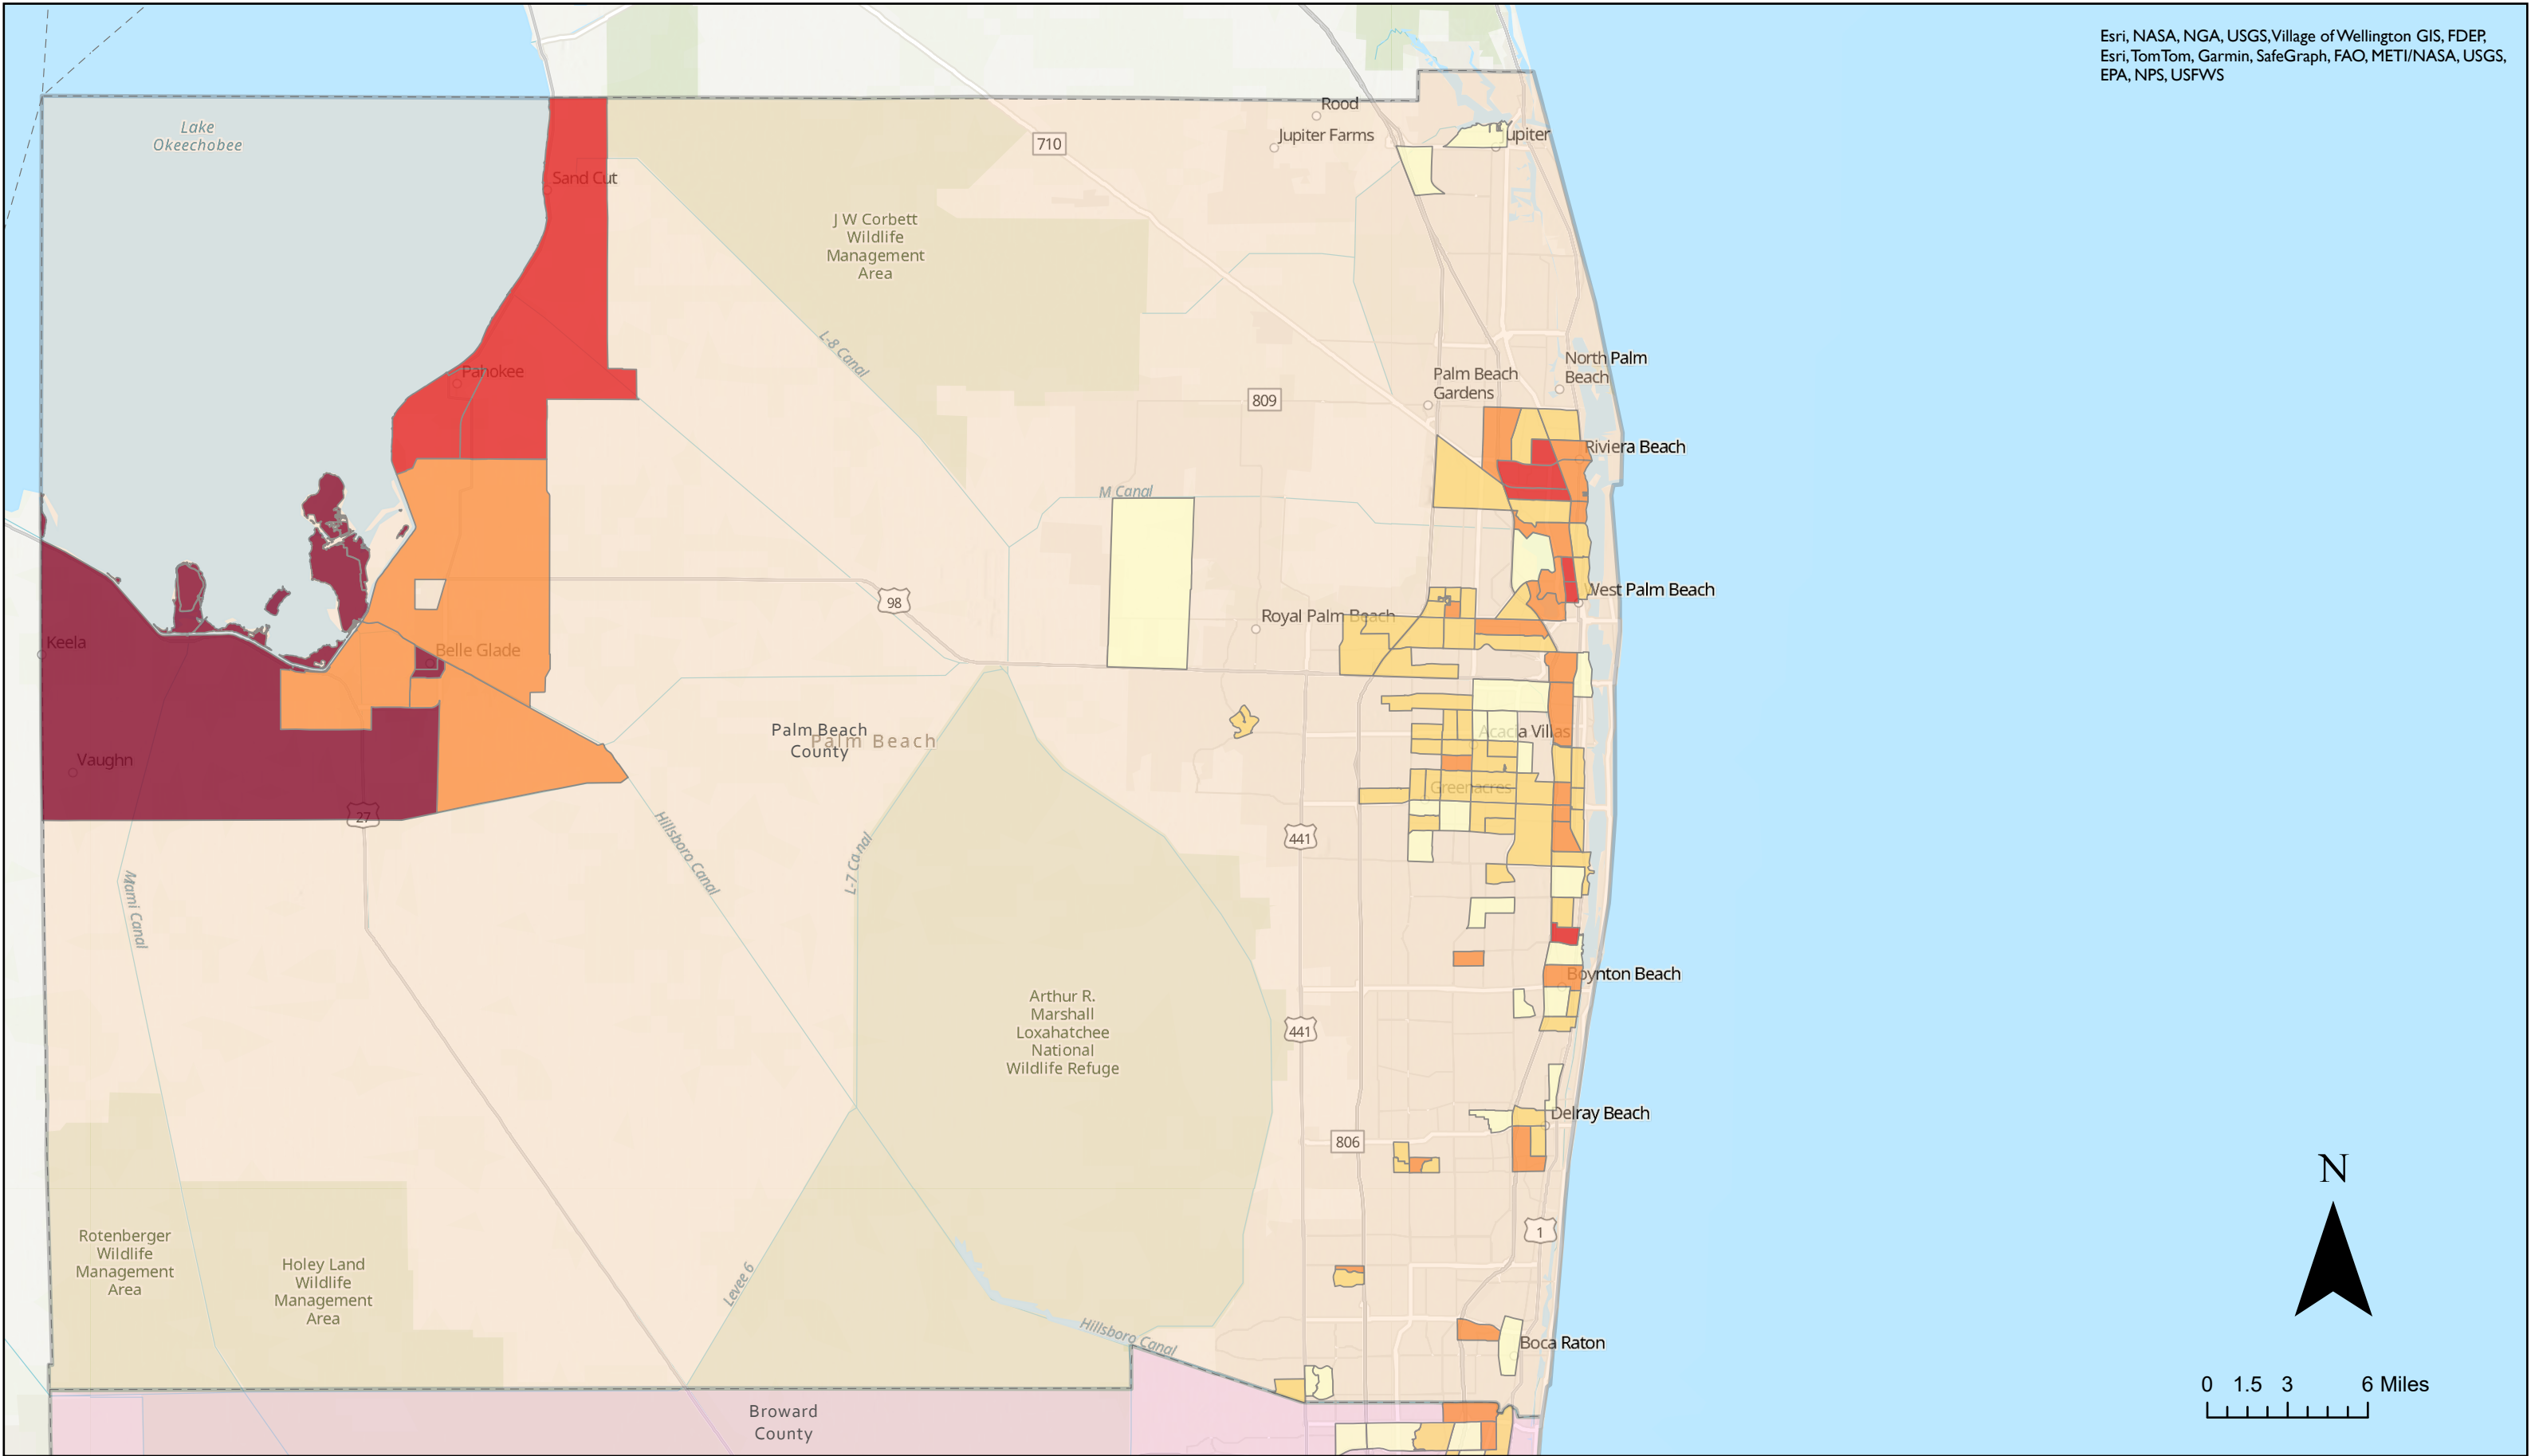 Esri, NASA, NGA, USGS, Village of Wellington GIS, FDEP,
Esri, TomTom, Garmin, SafeGraph, FAO, METI/NASA, USGS,
EPA, NPS, USFWS
Rood
Jupiter Farms
Jupiter
Lake
Okeechobee
710
Sand Cut
J W Corbett
Wildlife
Management
Area
L-8 Canal
North Palm
Beach
Palm Beach
Gardens
Pahokee
809
Riviera Beach
M Canal
98
West Palm Beach
Royal Palm Beach
Keela
Belle Glade
Palm Beach
County
Palm Beach
Acacia Villas
Vaughn
Greenacres
27
441
Hillsboro Canal
L-7 Canal
Miami Canal
Boynton Beach
Arthur R.
Marshall
Loxahatchee
National
Wildlife Refuge
441
Delray Beach
806
N
1
Rotenberger
Wildlife
Management
Area
Holey Land
Wildlife
Management
Area
Levee 6
Hillsboro Canal
Boca Raton
0 1.5 3 6 Miles
Broward
County